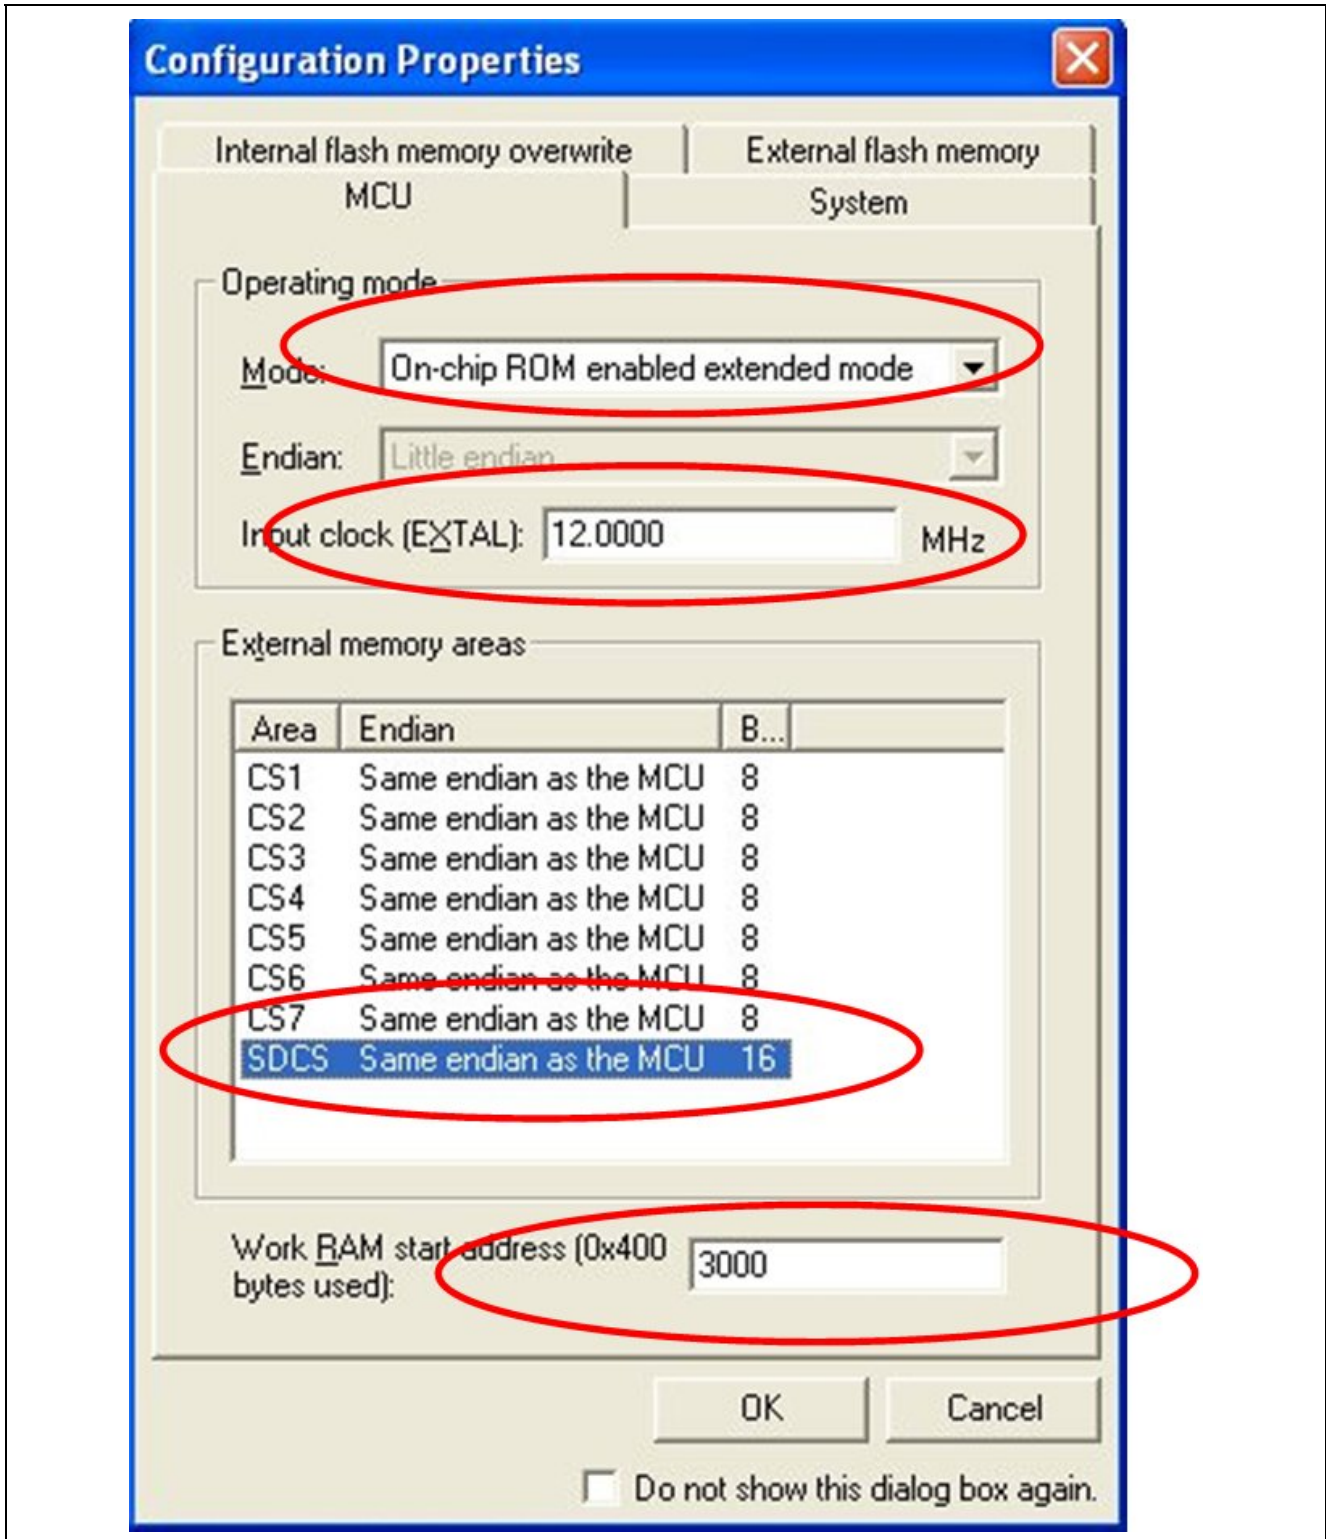 Configuration Properties
Internal flash memory overwrite External flash memory
MCU System
Operating mode
Mode: On-chip ROM enabled extended mode
Endian: Little endian
Input clock (EXTAL): 12.0000 MHz
External memory areas
Area Endian B...
CS1 Same endian as the MCU 8
CS2 Same endian as the MCU 8
CS3 Same endian as the MCU 8
CS4 Same endian as the MCU 8
CS5 Same endian as the MCU 8
CS6 Same endian as the MCU 8
CS7 Same endian as the MCU 8
SDCS Same endian as the MCU 16
Work RAM start address (0x400
bytes used): 3000
OK Cancel
Do not show this dialog box again.